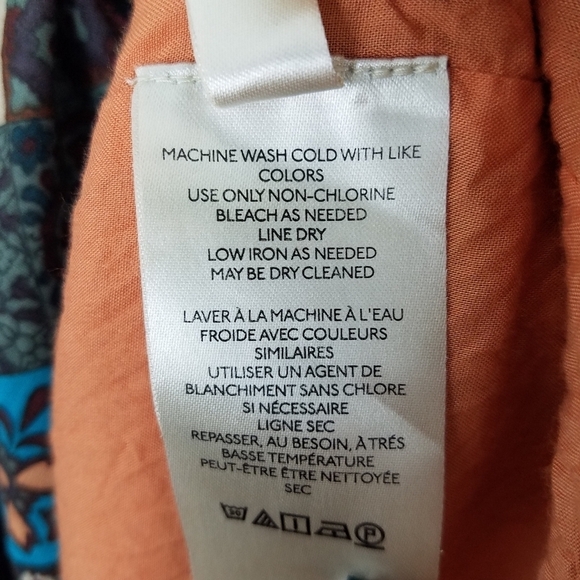 MACHINE WASH COLD WITH LIKE
COLORS
USE ONLY NON-CHLORINE
BLEACH AS NEEDED
LINE DRY
LOW IRON AS NEEDED
MAY BE DRY CLEANED
LAVER À LA MACHINE À L'EAU
FROIDE AVEC COULEURS
SIMILAIRES
UTILISER UN AGENT DE
BLANCHIMENT SANS CHLORE
SI NÉCESSAIRE
LIGNE SEC
REPASSER, AU BESOIN, À TRÉS
BASSE TEMPÉRATURE
PEUT-ÊTRE ÊTRE NETTOYÉE
SEC
30 P